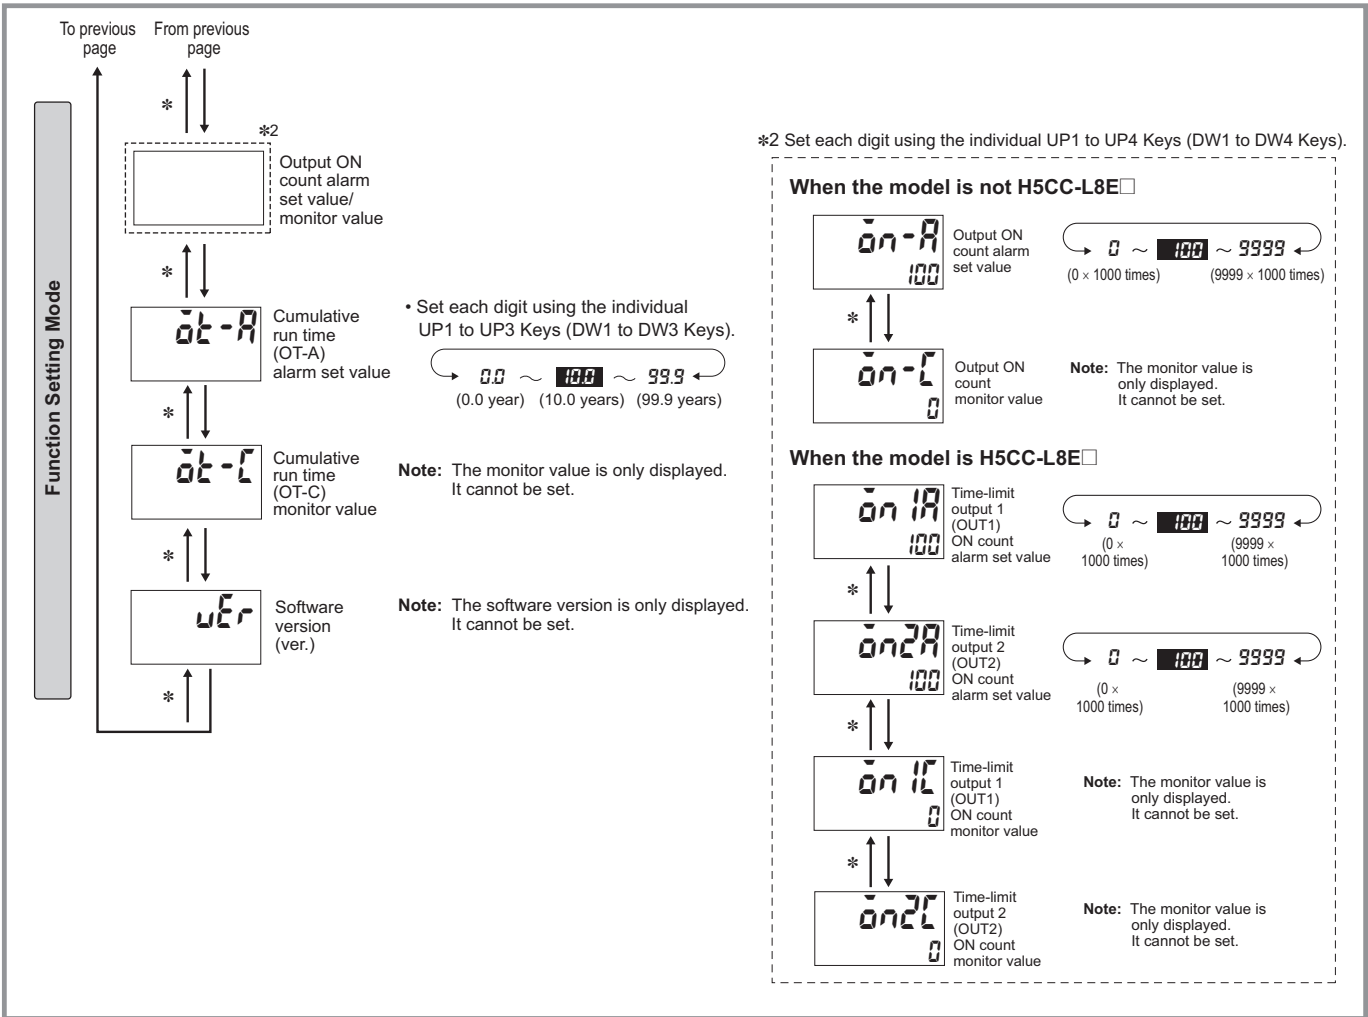 To previous
page
From previous
page
*
*2
Output ON
count alarm
set value/
monitor value
*
Function Setting Mode
ot-A
Cumulative
run time
(OT-A)
alarm set value
• Set each digit using the individual
UP1 to UP3 Keys (DW1 to DW3 Keys).
0.0 ~ 10.0 ~ 99.9
(0.0 year) (10.0 years) (99.9 years)
*
ot-C
Cumulative
run time
(OT-C)
monitor value
Note: The monitor value is only displayed.
It cannot be set.
*
vEr
Software
version
(ver.)
Note: The software version is only displayed.
It cannot be set.
*
*2 Set each digit using the individual UP1 to UP4 Keys (DW1 to DW4 Keys).
When the model is not H5CC-L8E□
on-A
100
Output ON
count alarm
set value
0 ~ 100 ~ 9999
(0 × 1000 times) (9999 × 1000 times)
*
on-C
0
Output ON
count
monitor value
Note: The monitor value is
only displayed.
It cannot be set.
When the model is H5CC-L8E□
on1A
100
Time-limit
output 1
(OUT1)
ON count
alarm set value
0 ~ 100 ~ 9999
(0 ×
1000 times)
(9999 ×
1000 times)
*
on2A
100
Time-limit
output 2
(OUT2)
ON count
alarm set value
0 ~ 100 ~ 9999
(0 ×
1000 times)
(9999 ×
1000 times)
*
on1C
0
Time-limit
output 1
(OUT1)
ON count
monitor value
Note: The monitor value is
only displayed.
It cannot be set.
*
on2C
0
Time-limit
output 2
(OUT2)
ON count
monitor value
Note: The monitor value is
only displayed.
It cannot be set.